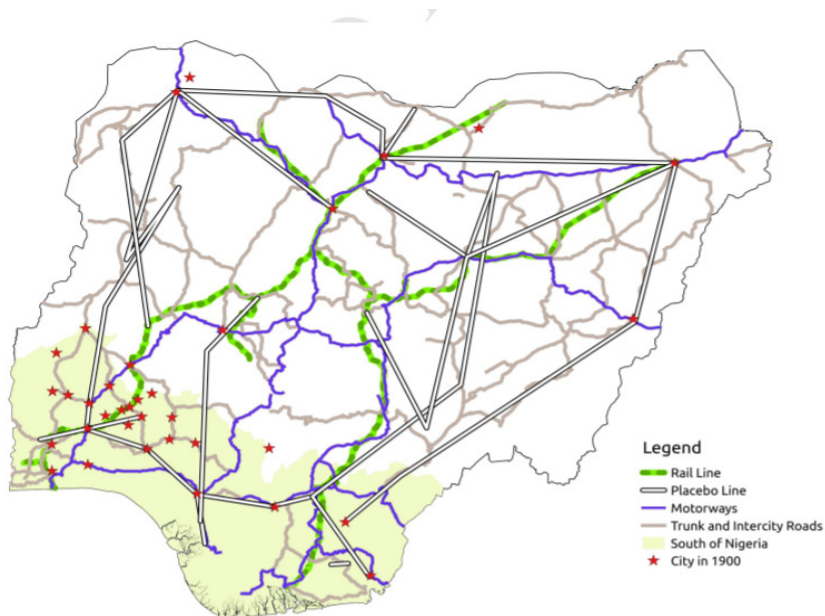 Legend
Rail Line
Placebo Line
Motorways
Trunk and Intercity Roads
South of Nigeria
City in 1900